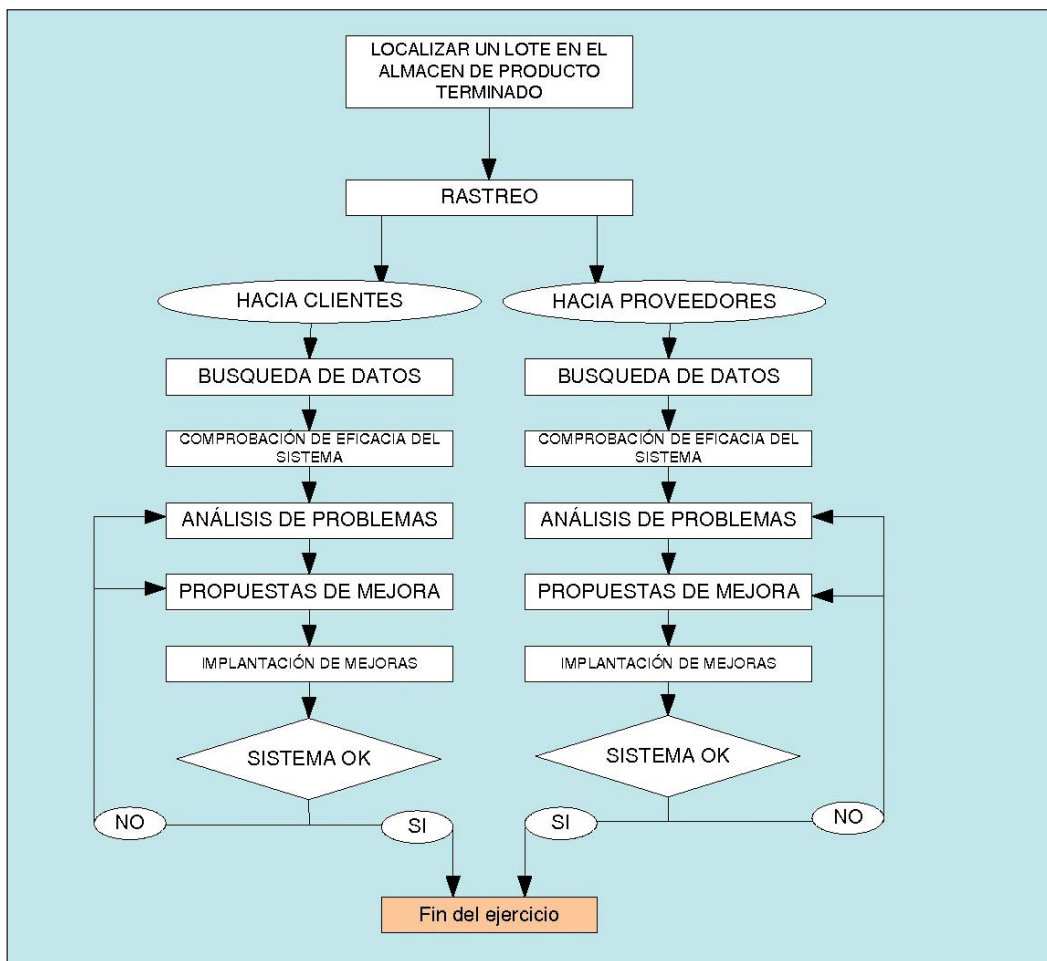 LOCALIZAR UN LOTE EN EL
ALMACEN DE PRODUCTO
TERMINADO
RASTREO
HACIA CLIENTES
HACIA PROVEEDORES
BUSQUEDA DE DATOS
BUSQUEDA DE DATOS
COMPROBACIÓN DE EFICACIA DEL
SISTEMA
COMPROBACIÓN DE EFICACIA DEL
SISTEMA
ANÁLISIS DE PROBLEMAS
ANÁLISIS DE PROBLEMAS
PROPUESTAS DE MEJORA
PROPUESTAS DE MEJORA
IMPLANTACIÓN DE MEJORAS
IMPLANTACIÓN DE MEJORAS
SISTEMA OK
SISTEMA OK
NO
SI
SI
NO
Fin del ejercicio